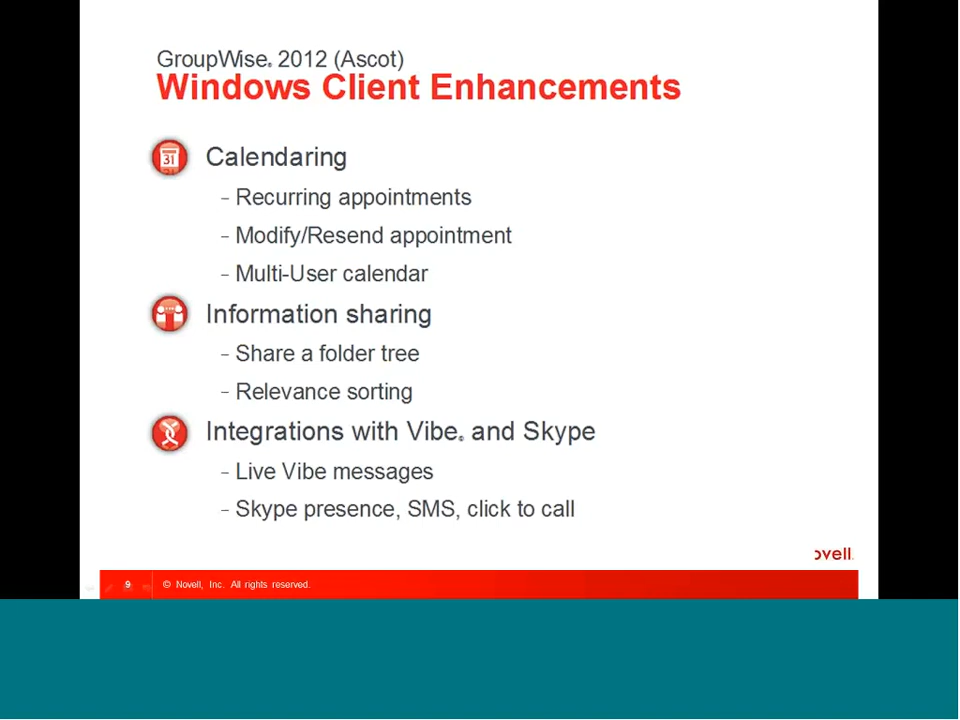 GroupWise® 2012 (Ascot)
Windows Client Enhancements
31
Calendaring
– Recurring appointments
– Modify/Resend appointment
– Multi-User calendar
Information sharing
– Share a folder tree
– Relevance sorting
Integrations with Vibe® and Skype
– Live Vibe messages
– Skype presence, SMS, click to call
ovell.
9 © Novell, Inc. All rights reserved.